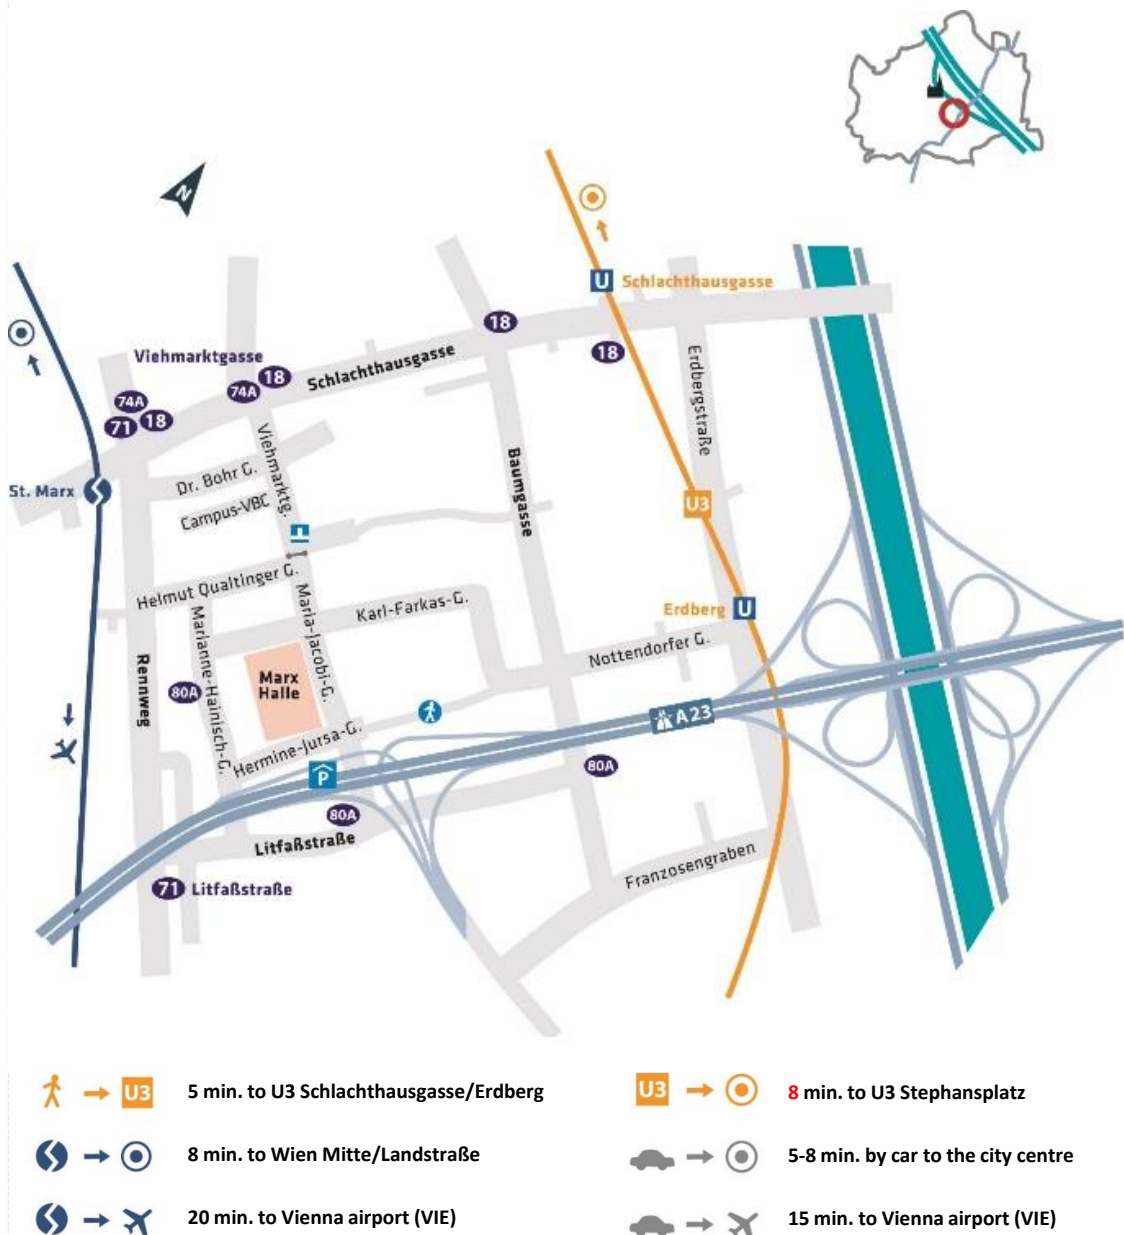 N
Schlachthausgasse
18
Viehmarktgasse
18
Schlachthausgasse
18
74A
74A
71
18
Erdbergstraße
Viehmarktg.
Dr. Bohr G.
Baumgasse
St. Marx
Campus-VBC
U3
Helmut Qualtinger G.
Maria-Jacobi-G.
Karl-Farkas-G.
Erdberg
U
U
Marianne-Hainisch-G.
Nottendorfer G.
Rennweg
Marx
Halle
80A
A23
Hermine-Jursa-G.
P
80A
80A
Litfaßstraße
Franzosengraben
71 Litfaßstraße
U3 5 min. to U3 Schlachthausgasse/Erdberg
U3 8 min. to U3 Stephansplatz
8 min. to Wien Mitte/Landstraße
5-8 min. by car to the city centre
20 min. to Vienna airport (VIE)
15 min. to Vienna airport (VIE)